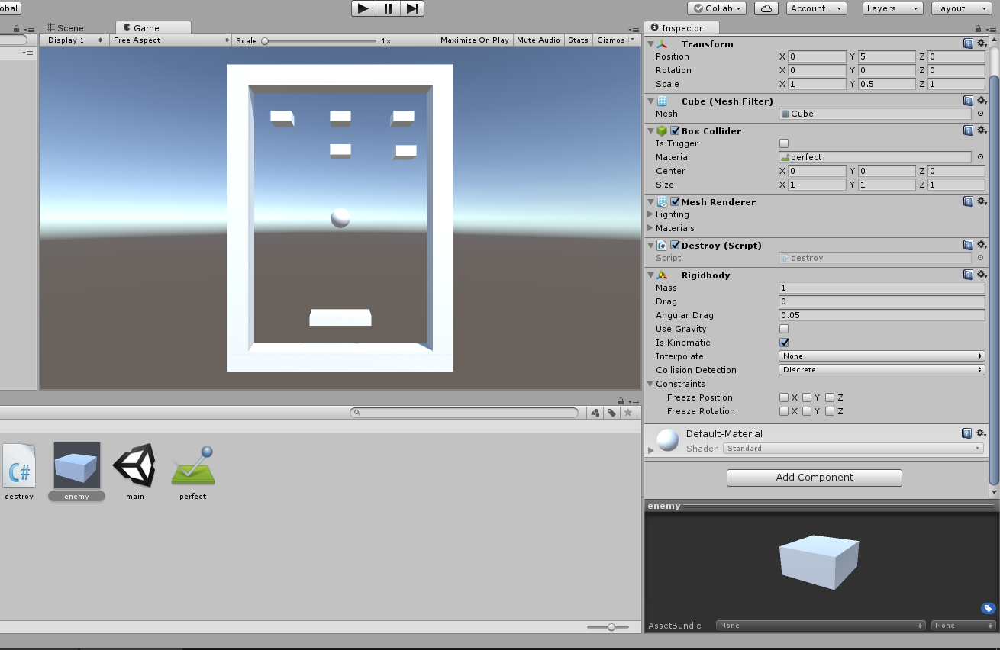 obal
Collab
Account
Layers
Layout
Scene
Game
Display 1
Free Aspect
Scale
1x
Maximize On Play
Mute Audio
Stats
Gizmos
Inspector
Transform
Position X 0 Y 5 Z 0
Rotation X 0 Y 0 Z 0
Scale X 1 Y 0.5 Z 1
Cube (Mesh Filter)
Mesh Cube
Box Collider
Is Trigger
Material perfect
Center X 0 Y 0 Z 0
Size X 1 Y 1 Z 1
Mesh Renderer
Lighting
Materials
Destroy (Script)
Script destroy
Rigidbody
Mass 1
Drag 0
Angular Drag 0.05
Use Gravity
Is Kinematic
Interpolate None
Collision Detection Discrete
Constraints
Freeze Position X Y Z
Freeze Rotation X Y Z
Default-Material
Shader Standard
Add Component
C#
destroy
enemy
main
perfect
enemy
AssetBundle None None